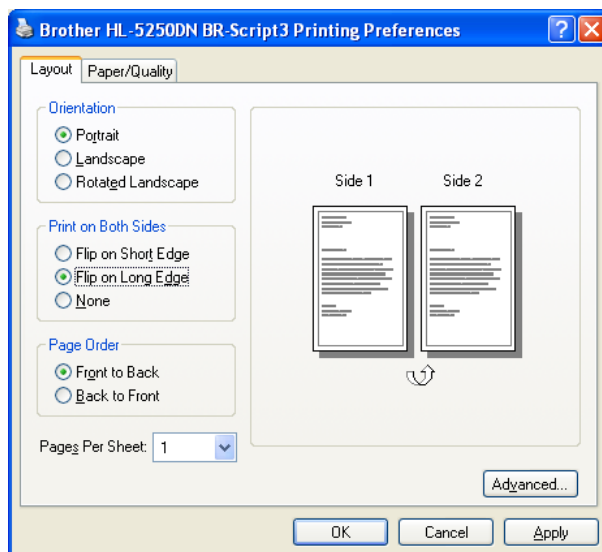 Brother HL-5250DN BR-Script3 Printing Preferences
Layout
Paper/Quality
Orientation
Portrait
Landscape
Rotated Landscape
Print on Both Sides
Flip on Short Edge
Flip on Long Edge
None
Page Order
Front to Back
Back to Front
Pages Per Sheet: 1
Side 1
Side 2
Advanced...
OK
Cancel
Apply